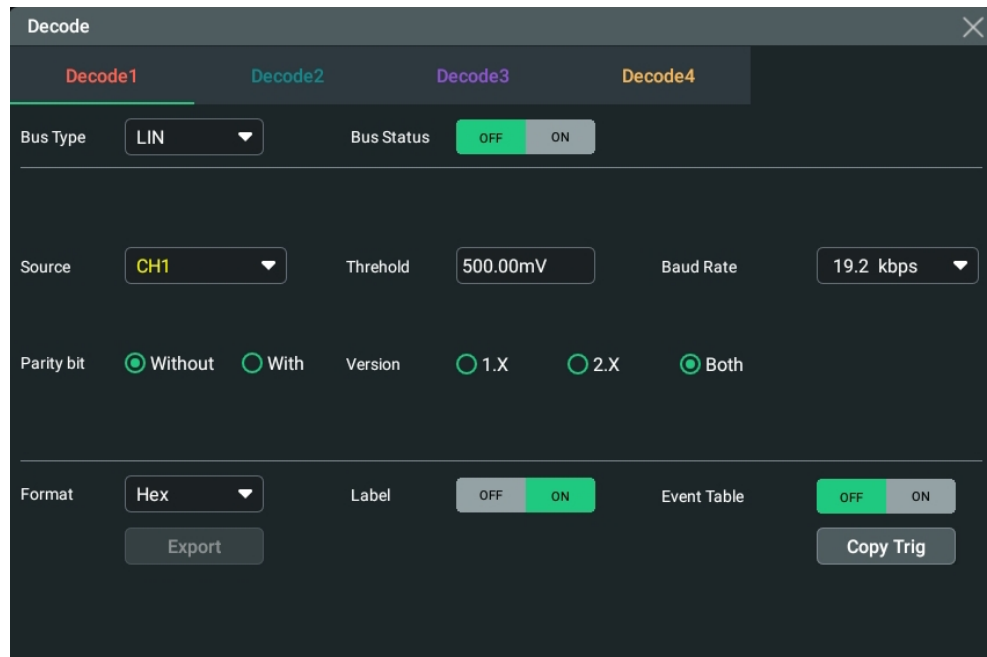 Decode
Decode1 Decode2 Decode3 Decode4
Bus Type LIN Bus Status OFF ON
Source CH1 Threhold 500.00mV Baud Rate 19.2 kbps
Parity bit Without With Version 1.X 2.X Both
Format Hex Label OFF ON Event Table OFF ON
Export Copy Trig